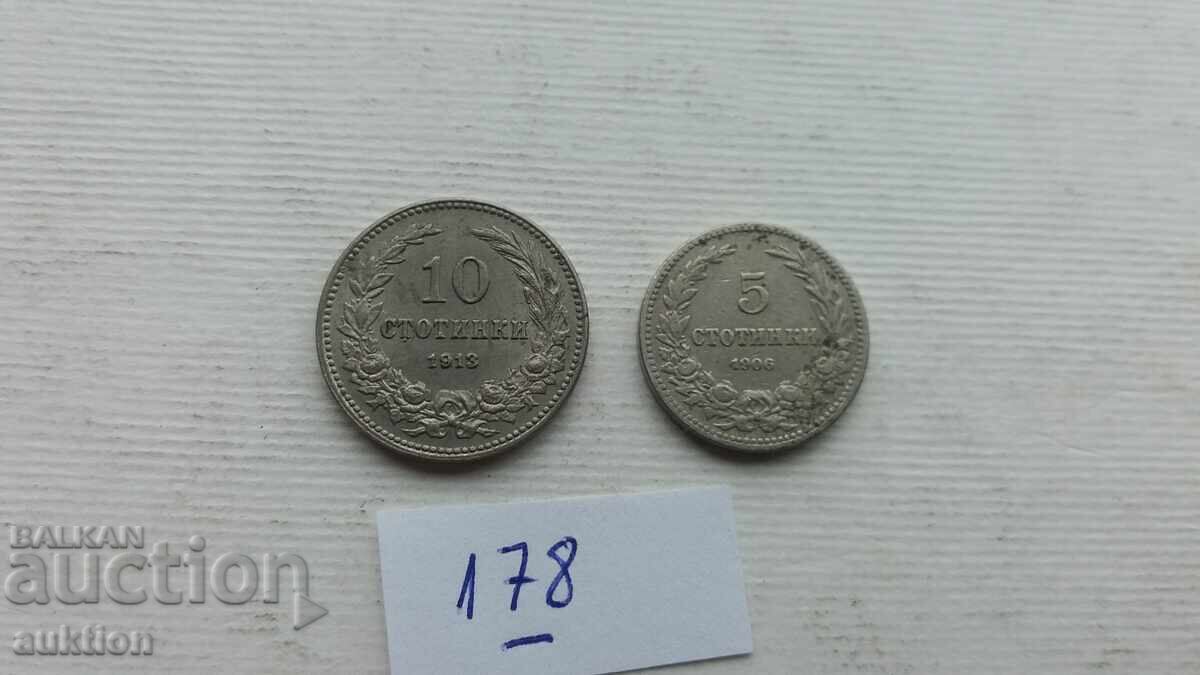 10
СТОТИНКИ
1913
5
СТОТИНКИ
1906
178
BALKAN
auction
auktion